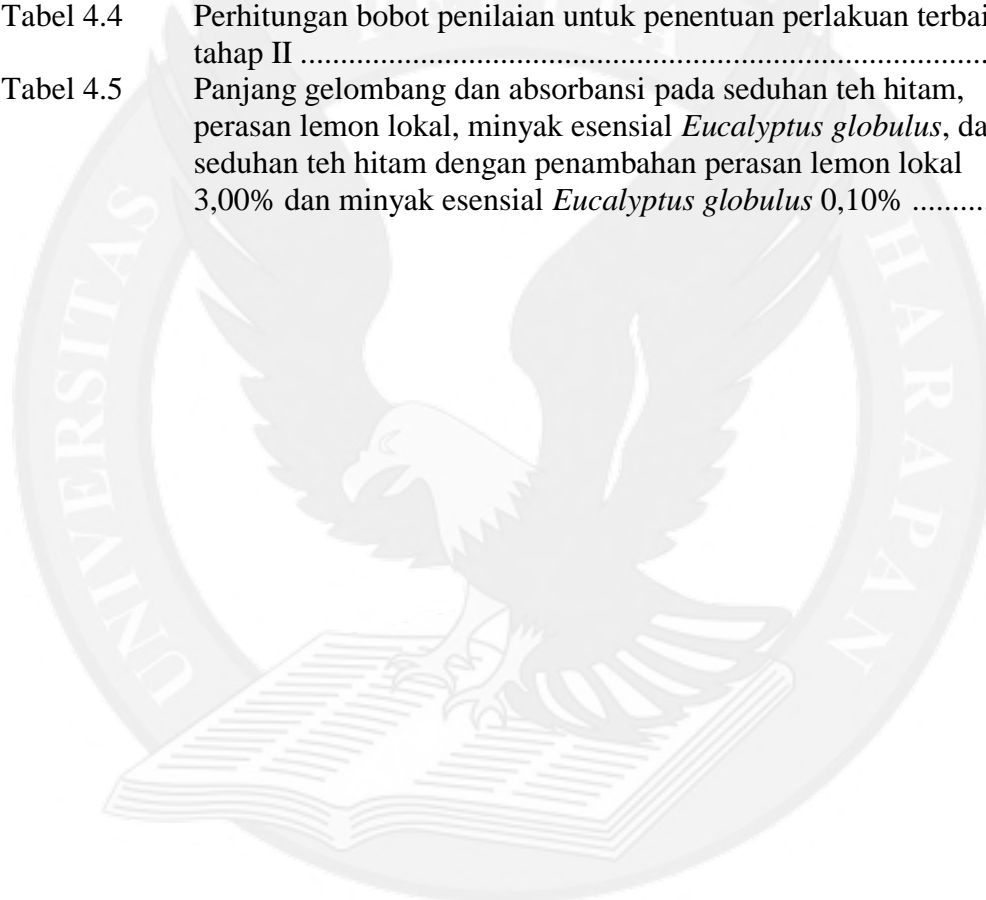 Tabel 4.4 Perhitungan bobot penilaian untuk penentuan perlakuan terbai
tahap II ......................................................................................
Tabel 4.5 Panjang gelombang dan absorbansi pada seduhan teh hitam,
perasan lemon lokal, minyak esensial Eucalyptus globulus, da
seduhan teh hitam dengan penambahan perasan lemon lokal
3,00% dan minyak esensial Eucalyptus globulus 0,10% ..........
UNIVERSITAS
HARAPAN